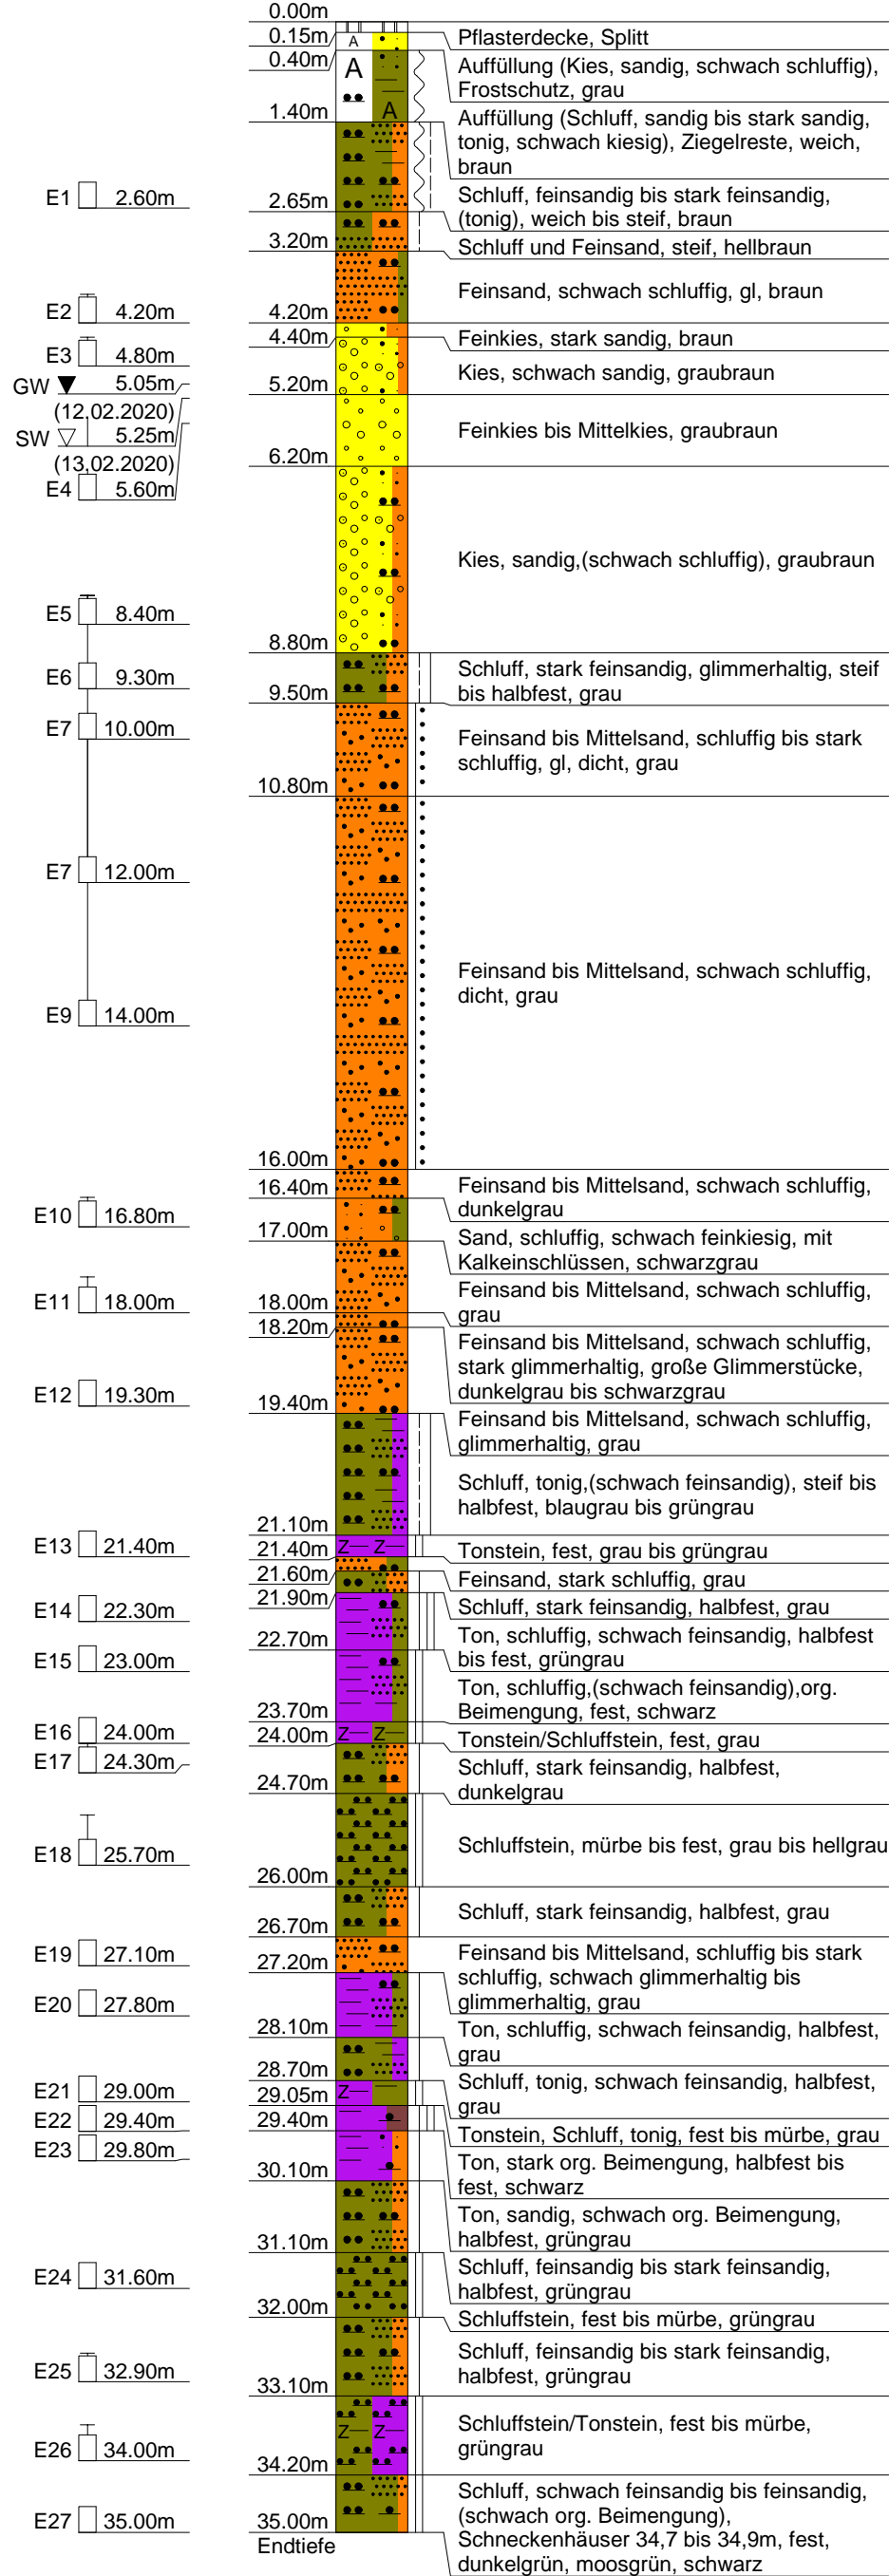 0.00m
0.15m
A
Pflasterdecke, Splitt
0.40m
A
Auffüllung (Kies, sandig, schwach schluffig),
Frostschutz, grau
1.40m
A
Auffüllung (Schluff, sandig bis stark sandig,
tonig, schwach kiesig), Ziegelreste, weich,
braun
E1 2.60m
2.65m
Schluff, feinsandig bis stark feinsandig,
(tonig), weich bis steif, braun
3.20m
Schluff und Feinsand, steif, hellbraun
E2 4.20m
4.20m
Feinsand, schwach schluffig, gl, braun
4.40m
Feinkies, stark sandig, braun
E3 4.80m
GW 5.05m
(12.02.2020)
5.20m
Kies, schwach sandig, graubraun
SW 5.25m
(13.02.2020)
E4 5.60m
6.20m
Feinkies bis Mittelkies, graubraun
E5 8.40m
8.80m
Kies, sandig,(schwach schluffig), graubraun
E6 9.30m
9.50m
Schluff, stark feinsandig, glimmerhaltig, steif
bis halbfest, grau
E7 10.00m
10.80m
Feinsand bis Mittelsand, schluffig bis stark
schluffig, gl, dicht, grau
E7 12.00m
E9 14.00m
16.00m
Feinsand bis Mittelsand, schwach schluffig,
dicht, grau
16.40m
Feinsand bis Mittelsand, schwach schluffig,
dunkelgrau
E10 16.80m
17.00m
Sand, schluffig, schwach feinkiesig, mit
Kalkeinschlüssen, schwarzgrau
E11 18.00m
18.00m
Feinsand bis Mittelsand, schwach schluffig,
grau
18.20m
Feinsand bis Mittelsand, schwach schluffig,
stark glimmerhaltig, große Glimmerstücke,
dunkelgrau bis schwarzgrau
E12 19.30m
19.40m
Feinsand bis Mittelsand, schwach schluffig,
glimmerhaltig, grau
21.10m
Schluff, tonig,(schwach feinsandig), steif bis
halbfest, blaugrau bis grüngrau
E13 21.40m
21.40m
Z Z
Tonstein, fest, grau bis grüngrau
21.60m
Feinsand, stark schluffig, grau
21.90m
Schluff, stark feinsandig, halbfest, grau
E14 22.30m
22.70m
Ton, schluffig, schwach feinsandig, halbfest
bis fest, grüngrau
E15 23.00m
23.70m
Ton, schluffig,(schwach feinsandig),org.
Beimengung, fest, schwarz
E16 24.00m
24.00m
Z Z
Tonstein/Schluffstein, fest, grau
E17 24.30m
24.70m
Schluff, stark feinsandig, halbfest,
dunkelgrau
E18 25.70m
26.00m
Schluffstein, mürbe bis fest, grau bis hellgrau
26.70m
Schluff, stark feinsandig, halbfest, grau
E19 27.10m
27.20m
Feinsand bis Mittelsand, schluffig bis stark
schluffig, schwach glimmerhaltig bis
glimmerhaltig, grau
E20 27.80m
28.10m
Ton, schluffig, schwach feinsandig, halbfest,
grau
28.70m
Schluff, tonig, schwach feinsandig, halbfest,
grau
E21 29.00m
29.05m
Z
Tonstein, Schluff, tonig, fest bis mürbe, grau
E22 29.40m
29.40m
Ton, stark org. Beimengung, halbfest bis
fest, schwarz
E23 29.80m
30.10m
Ton, sandig, schwach org. Beimengung,
halbfest, grüngrau
31.10m
Schluff, feinsandig bis stark feinsandig,
halbfest, grüngrau
E24 31.60m
32.00m
Schluffstein, fest bis mürbe, grüngrau
E25 32.90m
33.10m
Schluff, feinsandig bis stark feinsandig,
halbfest, grüngrau
E26 34.00m
34.20m
Z Z
Schluffstein/Tonstein, fest bis mürbe,
grüngrau
E27 35.00m
35.00m
Endtiefe
Schluff, schwach feinsandig bis feinsandig,
(schwach org. Beimengung),
Schneckenhäuser 34,7 bis 34,9m, fest,
dunkelgrün, moosgrün, schwarz